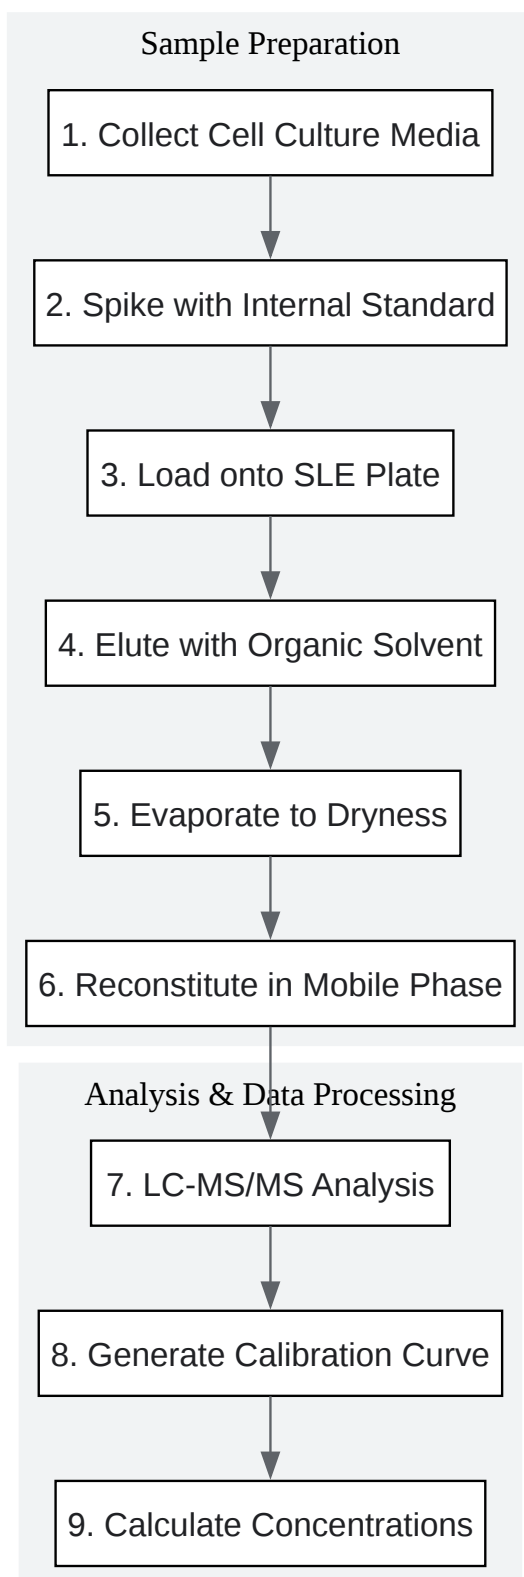 Sample Preparation
1. Collect Cell Culture Media
2. Spike with Internal Standard
3. Load onto SLE Plate
4. Elute with Organic Solvent
5. Evaporate to Dryness
6. Reconstitute in Mobile Phase
Analysis & Data Processing
7. LC-MS/MS Analysis
8. Generate Calibration Curve
9. Calculate Concentrations